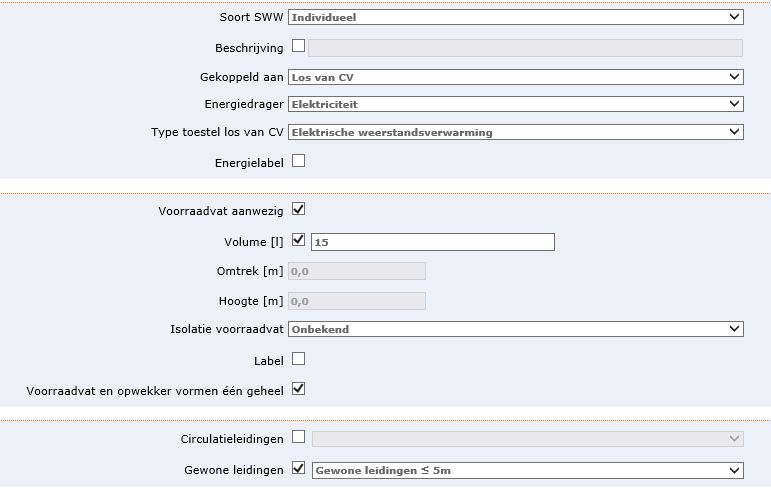 Soort SWW Individueel
Beschrijving
Gekoppeld aan Los van CV
Energiedrager Elektriciteit
Type toestel los van CV Elektrische weerstandsverwarming
Energielabel
Voorraadvat aanwezig
Volume [l] 15
Omtrek [m] 0,0
Hoogte [m] 0,0
Isolatie voorraadvat Onbekend
Label
Voorraadvat en opwekker vormen één geheel
Circulatieleidingen
Gewone leidingen Gewone leidingen ≤ 5m